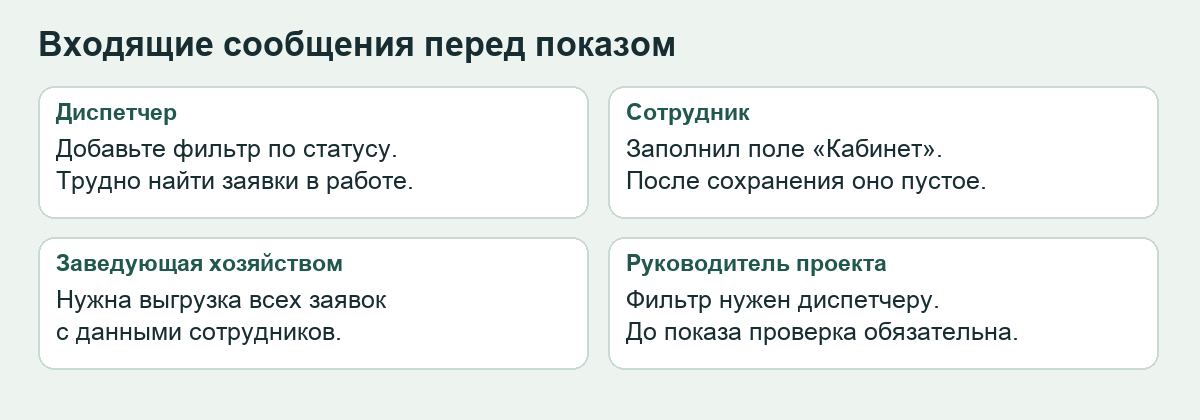 Входящие сообщения перед показом
Диспетчер
Добавьте фильтр по статусу.
Трудно найти заявки в работе.
Сотрудник
Заполнил поле «Кабинет».
После сохранения оно пустое.
Заведующая хозяйством
Нужна выгрузка всех заявок
с данными сотрудников.
Руководитель проекта
Фильтр нужен диспетчеру.
До показа проверка обязательна.